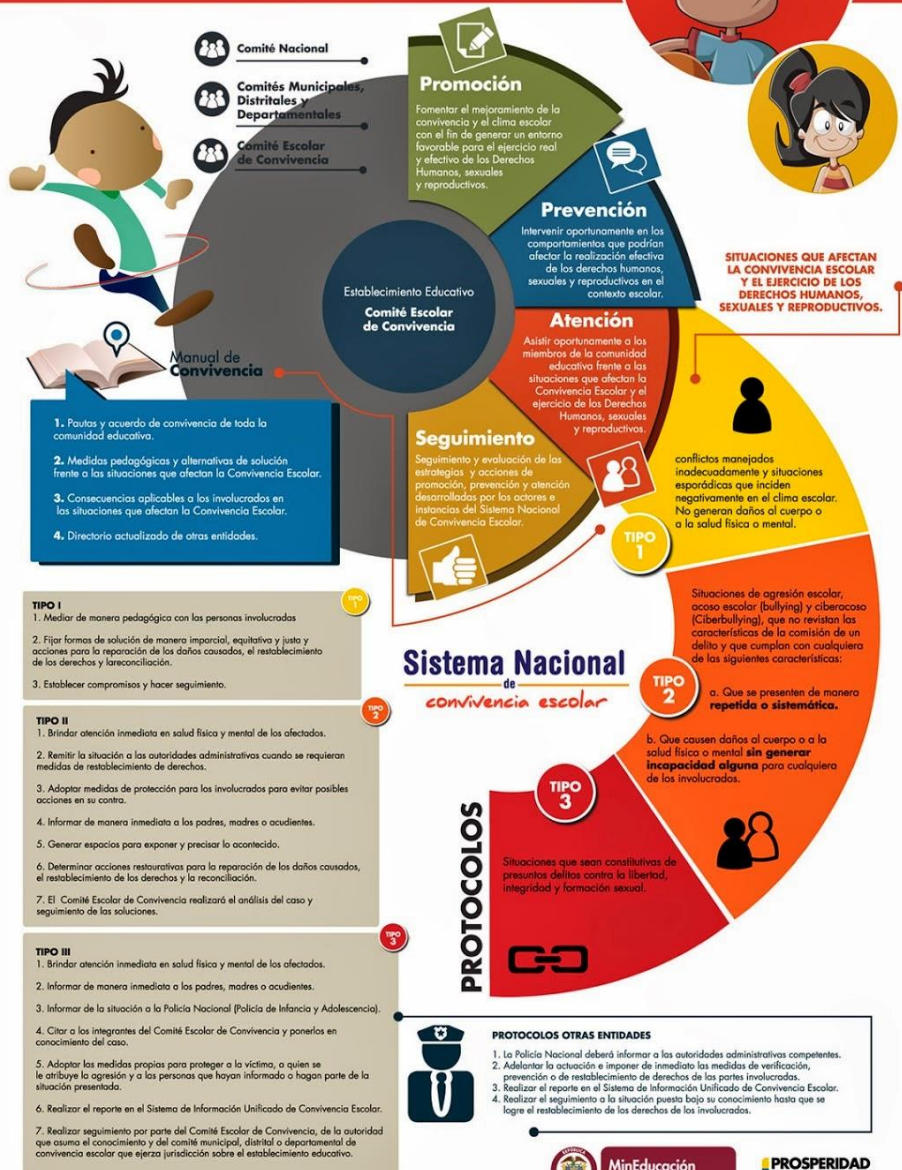 Comité Nacional
Comités Municipales,
Distritales y
Departamentales
Comité Escolar
de Convivencia
Promoción
Fomentar el mejoramiento de la
convivencia y el clima escolar
con el fin de generar un entorno
favorable para el ejercicio real
y efectivo de los Derechos
Humanos, sexuales
y reproductivos.
Prevención
Intervenir oportunamente en los
comportamientos que podrían
afectar la realización efectiva
de los derechos humanos,
sexuales y reproductivos en el
contexto escolar.
Establecimiento Educativo
Comité Escolar
de Convivencia
Atención
Asistir oportunamente a los
miembros de la comunidad
educativa frente a las
situaciones que afectan la
Convivencia Escolar y el
ejercicio de los Derechos
Humanos, sexuales
y reproductivos.
Seguimiento
Seguimiento y evaluación de las
estrategias y acciones de
promoción, prevención y atención
desarrolladas por los actores e
instancias del Sistema Nacional
de Convivencia Escolar.
Manual de
Convivencia
1. Pautas y acuerdo de convivencia de toda la
comunidad educativa.
2. Medidas pedagógicas y alternativas de solución
frente a las situaciones que afectan la Convivencia Escolar.
3. Consecuencias aplicables a los involucrados en
las situaciones que afectan la Convivencia Escolar.
4. Directorio actualizado de otras entidades.
SITUACIONES QUE AFECTAN
LA CONVIVENCIA ESCOLAR
Y EL EJERCICIO DE LOS
DERECHOS HUMANOS,
SEXUALES Y REPRODUCTIVOS.
conflictos manejados
inadecuadamente y situaciones
esporádicas que inciden
negativamente en el clima escolar.
No generan daños al cuerpo o
a la salud física o mental.
TIPO
1
Situaciones de agresión escolar,
acoso escolar (bullying) y ciberacoso
(Ciberbullying), que no revistan las
características de la comisión de un
delito y que cumplan con cualquiera
de las siguientes características:
a. Que se presenten de manera
repetida o sistemática.
b. Que causen daños al cuerpo o a la
salud física o mental sin generar
incapacidad alguna para cualquiera
de los involucrados.
TIPO
2
TIPO
3
Situaciones que sean constitutivas de
presuntos delitos contra la libertad,
integridad y formación sexual.
Sistema Nacional
de
convivencia escolar
PROTOCOLOS
TIPO
1
TIPO I
1. Mediar de manera pedagógica con las personas involucradas
2. Fijar formas de solución de manera imparcial, equitativa y justa y
acciones para la reparación de los daños causados, el restablecimiento
de los derechos y lareconciliación.
3. Establecer compromisos y hacer seguimiento.
TIPO
2
TIPO II
1. Brindar atención inmediata en salud física y mental de los afectados.
2. Remitir la situación a las autoridades administrativas cuando se requieran
medidas de restablecimiento de derechos.
3. Adoptar medidas de protección para los involucrados para evitar posibles
acciones en su contra.
4. Informar de manera inmediata a los padres, madres o acudientes.
5. Generar espacios para exponer y precisar lo acontecido.
6. Determinar acciones restaurativas para la reparación de los daños causados,
el restablecimiento de los derechos y la reconciliación.
7. El Comité Escolar de Convivencia realizará el análisis del caso y
seguimiento de las soluciones.
TIPO
3
TIPO III
1. Brindar atención inmediata en salud física y mental de los afectados.
2. Informar de manera inmediata a los padres, madres o acudientes.
3. Informar de la situación a la Policía Nacional (Policía de Infancia y Adolescencia).
4. Citar a los integrantes del Comité Escolar de Convivencia y ponerlos en
conocimiento del caso.
5. Adoptar las medidas propias para proteger a la víctima, a quien se
le atribuye la agresión y a las personas que hayan informado o hagan parte de la
situación presentada.
6. Realizar el reporte en el Sistema de Información Unificado de Convivencia Escolar.
7. Realizar seguimiento por parte del Comité Escolar de Convivencia, de la autoridad
que asuma el conocimiento y del comité municipal, distrital o departamental de
convivencia escolar que ejerza jurisdicción sobre el establecimiento educativo.
PROTOCOLOS OTRAS ENTIDADES
1. La Policía Nacional deberá informar a las autoridades administrativas competentes.
2. Adelantar la actuación e imponer de inmediato las medidas de verificación,
prevención o de restablecimiento de derechos de las partes involucradas.
3. Realizar el reporte en el Sistema de Información Unificado de Convivencia Escolar.
4. Realizar el seguimiento a la situación puesta bajo su conocimiento hasta que se
logre el restablecimiento de los derechos de los involucrados.
MinEducación
PROSPERIDAD